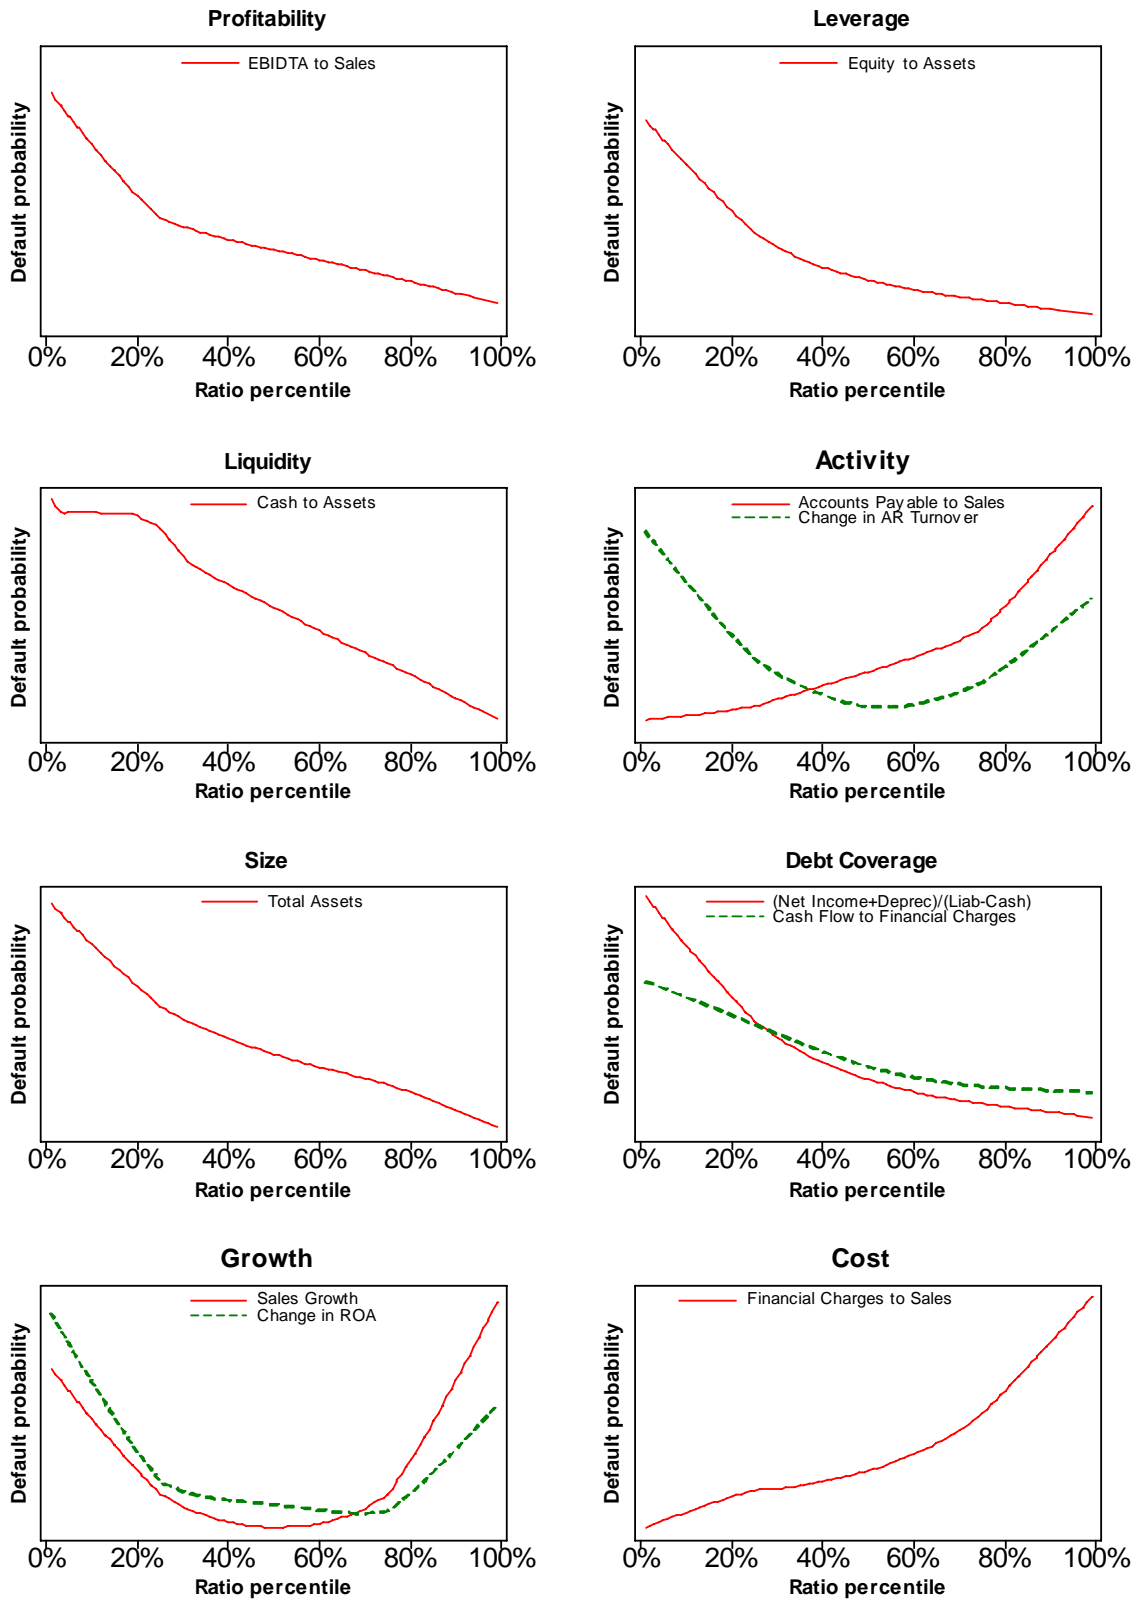 Profitability
EBIDTA to Sales
Default probability
0% 20% 40% 60% 80% 100%
Ratio percentile
Leverage
Equity to Assets
Default probability
0% 20% 40% 60% 80% 100%
Ratio percentile
Liquidity
Cash to Assets
Default probability
0% 20% 40% 60% 80% 100%
Ratio percentile
Activity
Accounts Payable to Sales
Change in AR Turnover
Default probability
0% 20% 40% 60% 80% 100%
Ratio percentile
Size
Total Assets
Default probability
0% 20% 40% 60% 80% 100%
Ratio percentile
Debt Coverage
(Net Income+Deprec)/(Liab-Cash)
Cash Flow to Financial Charges
Default probability
0% 20% 40% 60% 80% 100%
Ratio percentile
Growth
Sales Growth
Change in ROA
Default probability
0% 20% 40% 60% 80% 100%
Ratio percentile
Cost
Financial Charges to Sales
Default probability
0% 20% 40% 60% 80% 100%
Ratio percentile